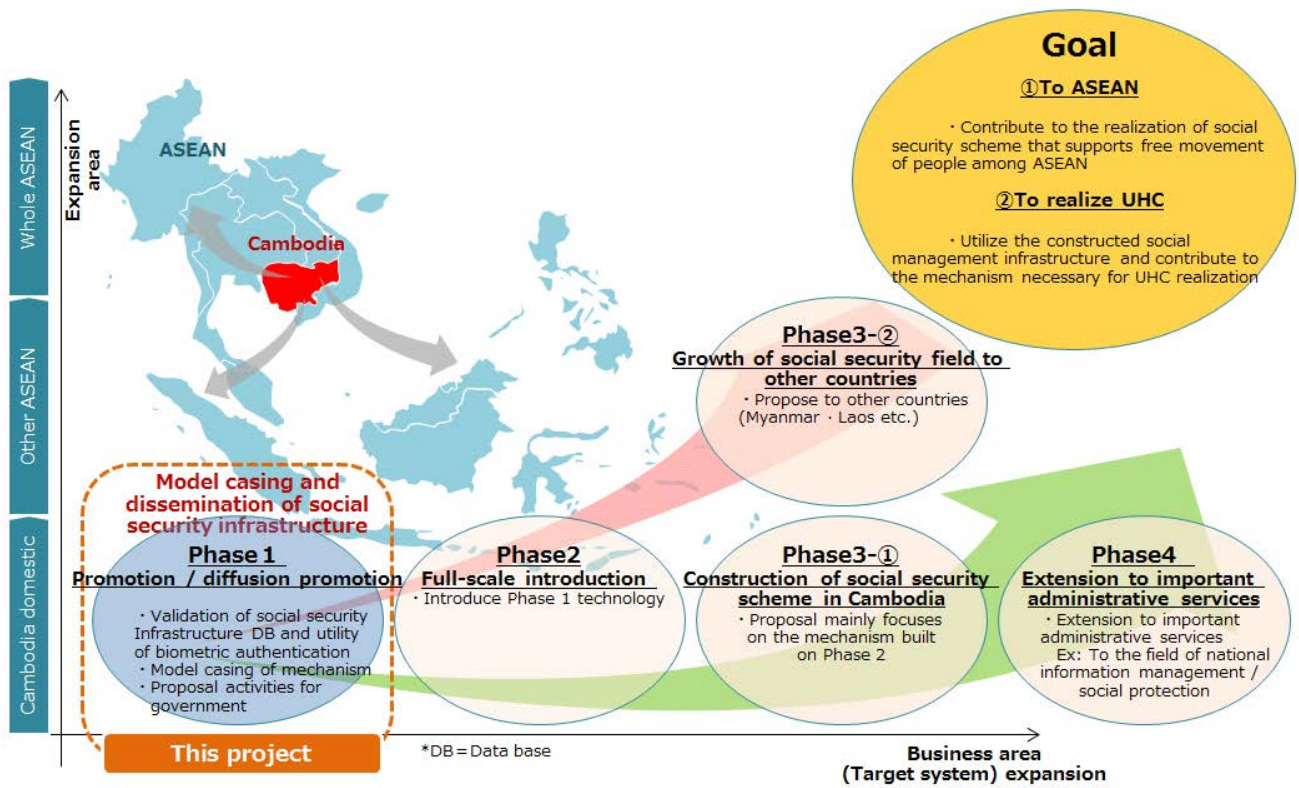 Goal
①To ASEAN
・Contribute to the realization of social
security scheme that supports free movement
of people among ASEAN
②To realize UHC
・Utilize the constructed social
management infrastructure and contribute to
the mechanism necessary for UHC realization
Whole ASEAN
Other ASEAN
Cambodia domestic
Expansion
area
ASEAN
Cambodia
Phase3-②
Growth of social security field to
other countries
・Propose to other countries
(Myanmar・Laos etc.)
Model casing and
dissemination of social
security infrastructure
Phase 1
Promotion / diffusion promotion
・Validation of social security
Infrastructure DB and utility
of biometric authentication
・Model casing of mechanism
・Proposal activities for
government
Phase2
Full-scale introduction
・Introduce Phase 1 technology
Phase3-①
Construction of social security
scheme in Cambodia
・Proposal mainly focuses
on the mechanism built
on Phase 2
Phase4
Extension to important
administrative services
・Extension to important
administrative services
Ex: To the field of national
information management /
social protection
This project
*DB=Data base
Business area
(Target system) expansion